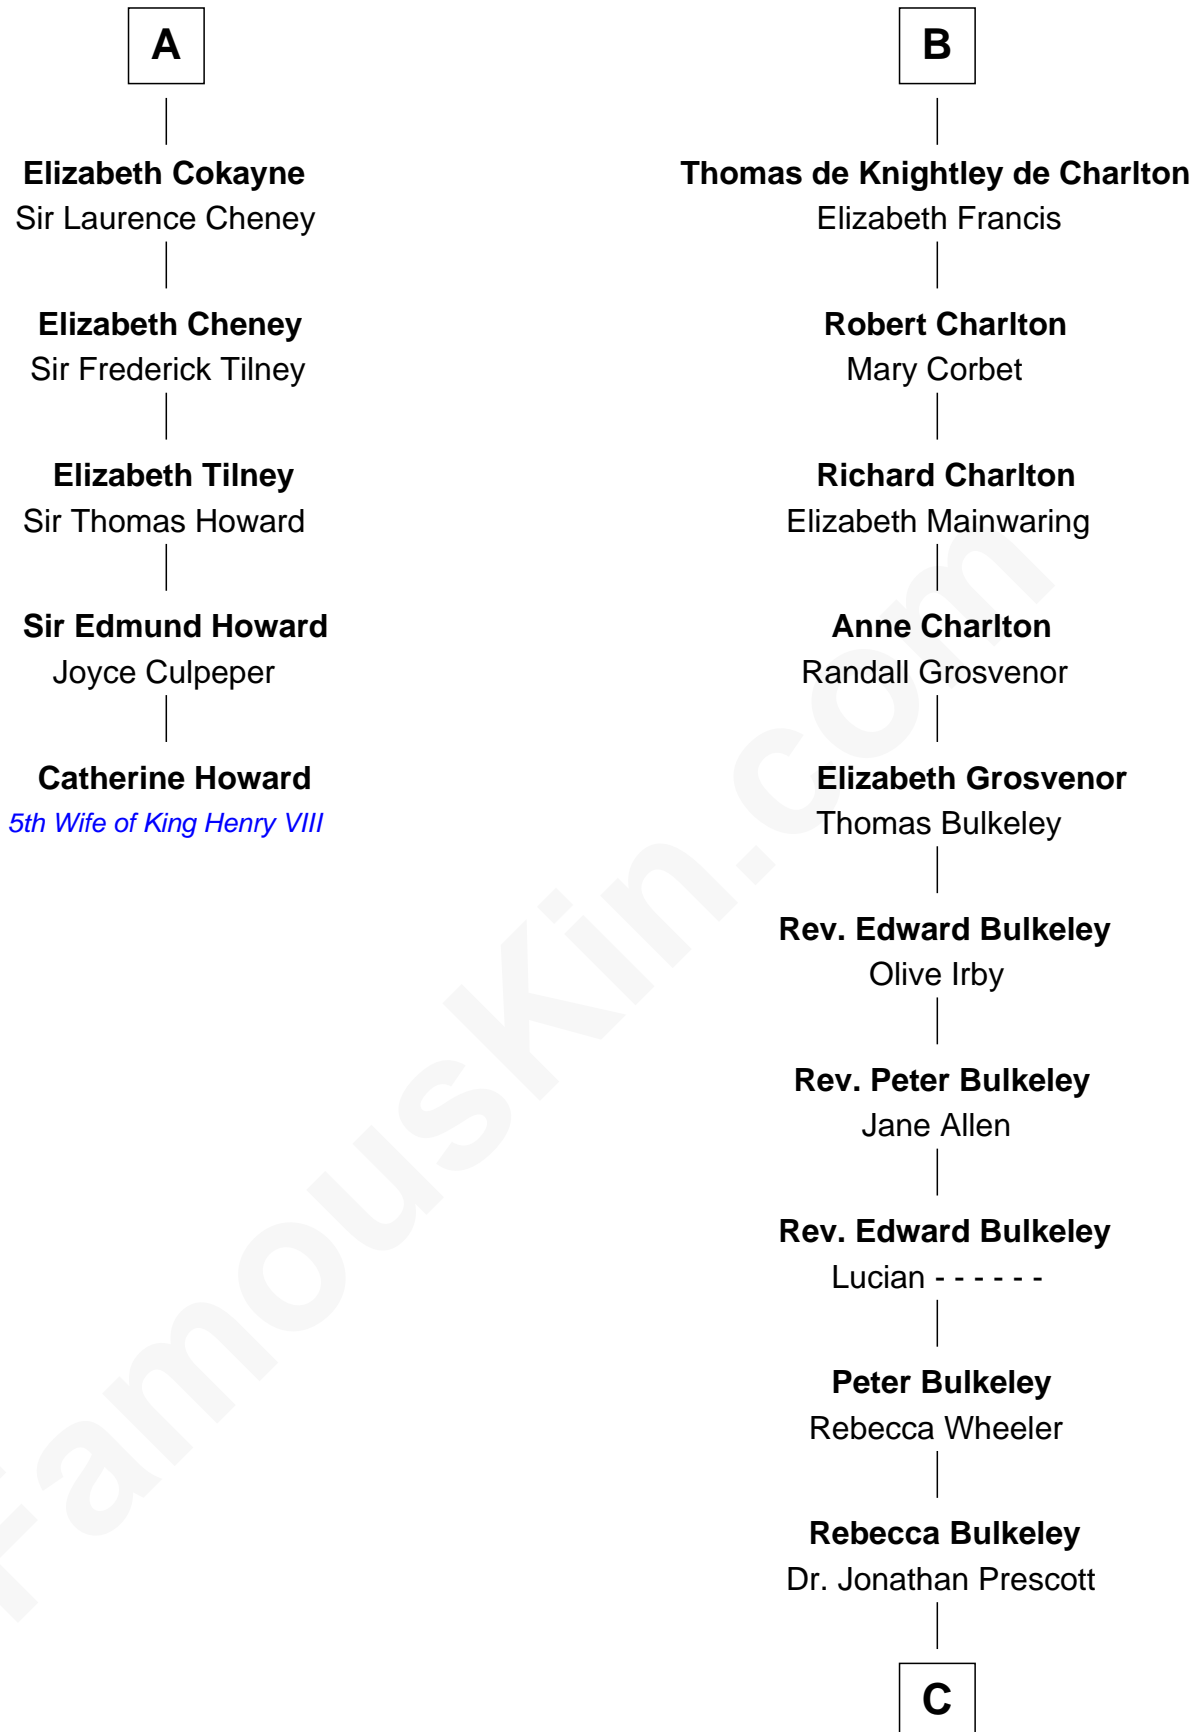 A
Elizabeth Cokayne
Sir Laurence Cheney
Elizabeth Cheney
Sir Frederick Tilney
Elizabeth Tilney
Sir Thomas Howard
Sir Edmund Howard
Joyce Culpeper
Catherine Howard
5th Wife of King Henry VIII
B
Thomas de Knightley de Charlton
Elizabeth Francis
Robert Charlton
Mary Corbet
Richard Charlton
Elizabeth Mainwaring
Anne Charlton
Randall Grosvenor
Elizabeth Grosvenor
Thomas Bulkeley
Rev. Edward Bulkeley
Olive Irby
Rev. Peter Bulkeley
Jane Allen
Rev. Edward Bulkeley
Lucian - - - - - -
Peter Bulkeley
Rebecca Wheeler
Rebecca Bulkeley
Dr. Jonathan Prescott
C
FamousKin.com